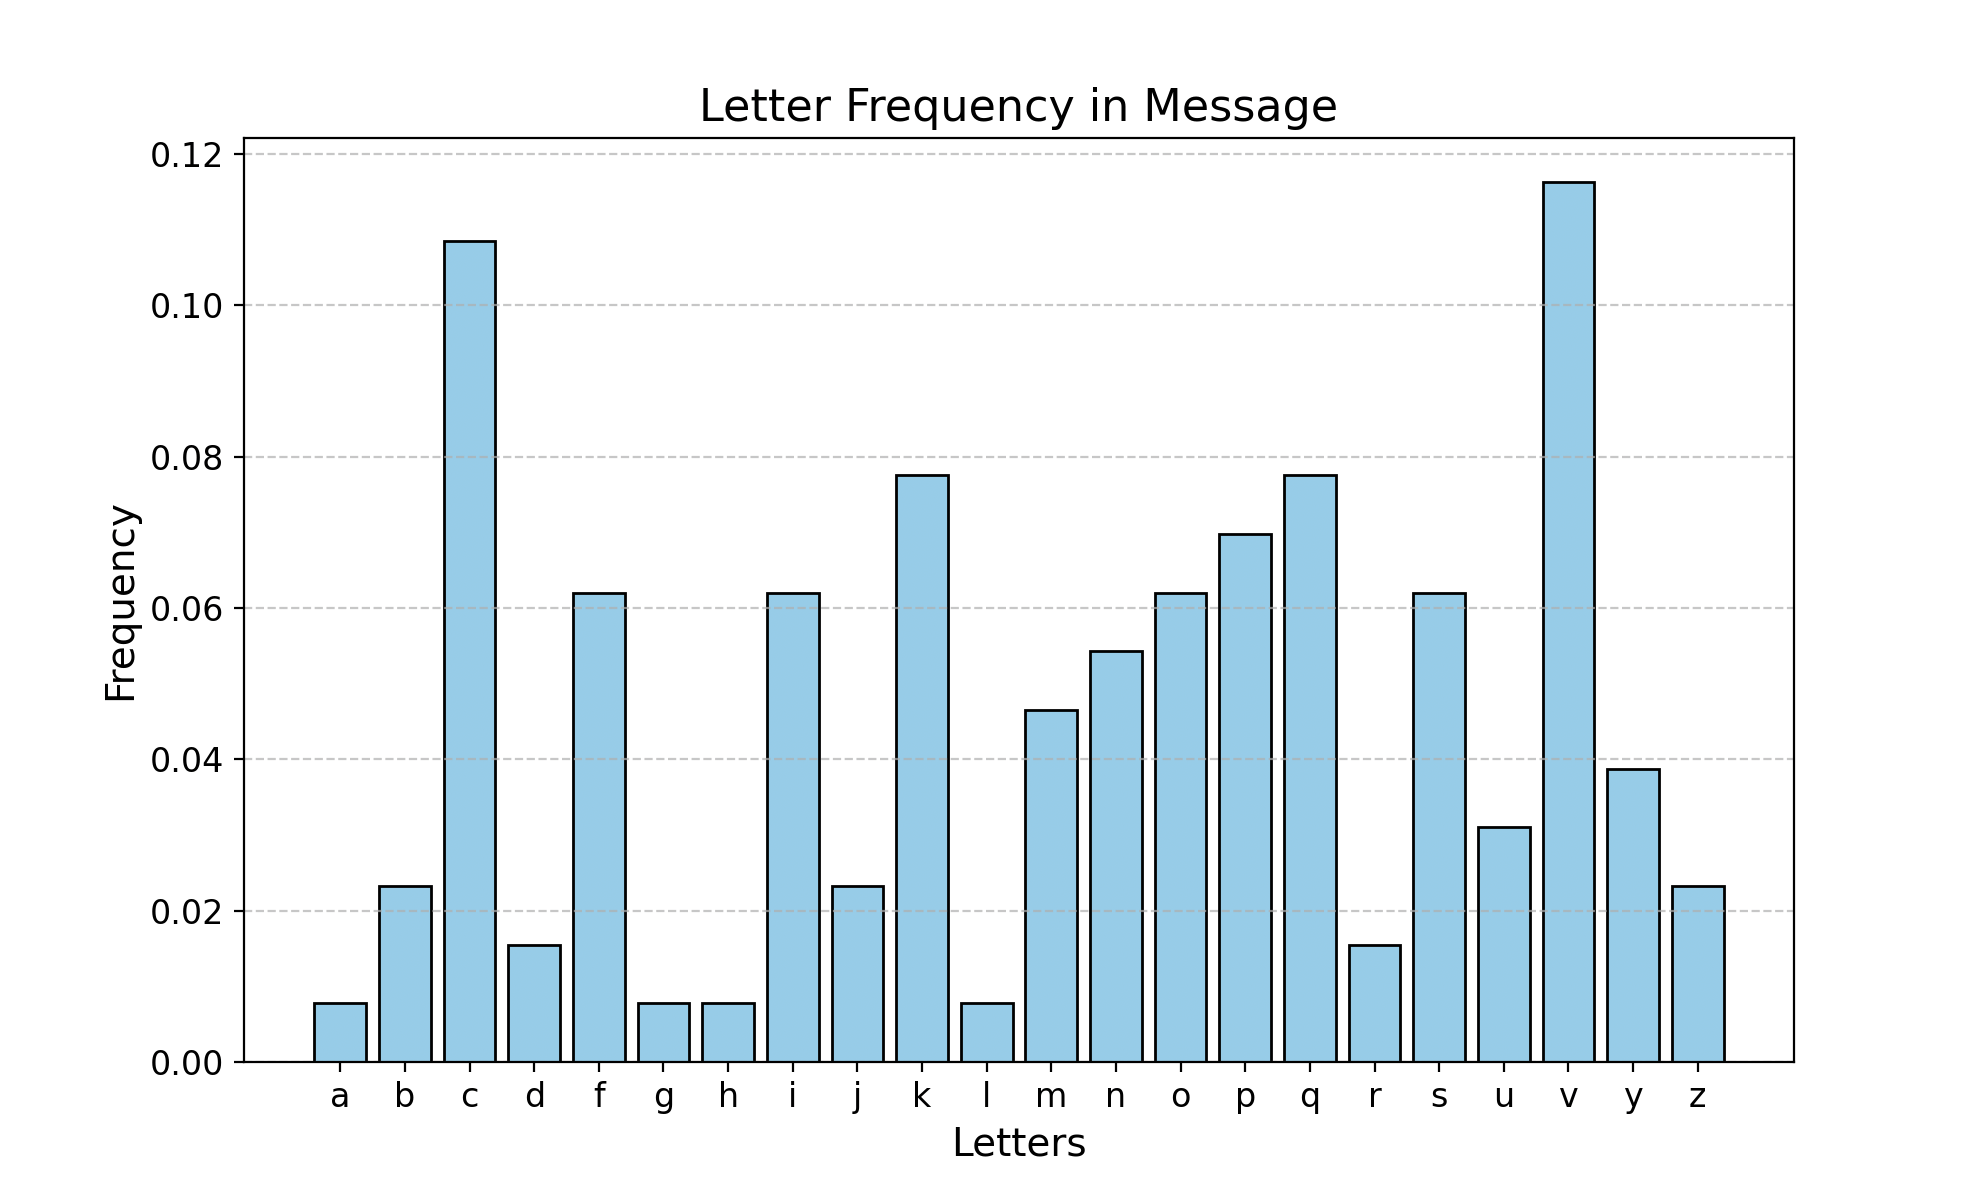 Letter Frequency in Message
0.12
0.10
0.08
0.06
0.04
0.02
0.00
Frequency
a b c d f g h i j k l m n o p q r s u v y z
Letters